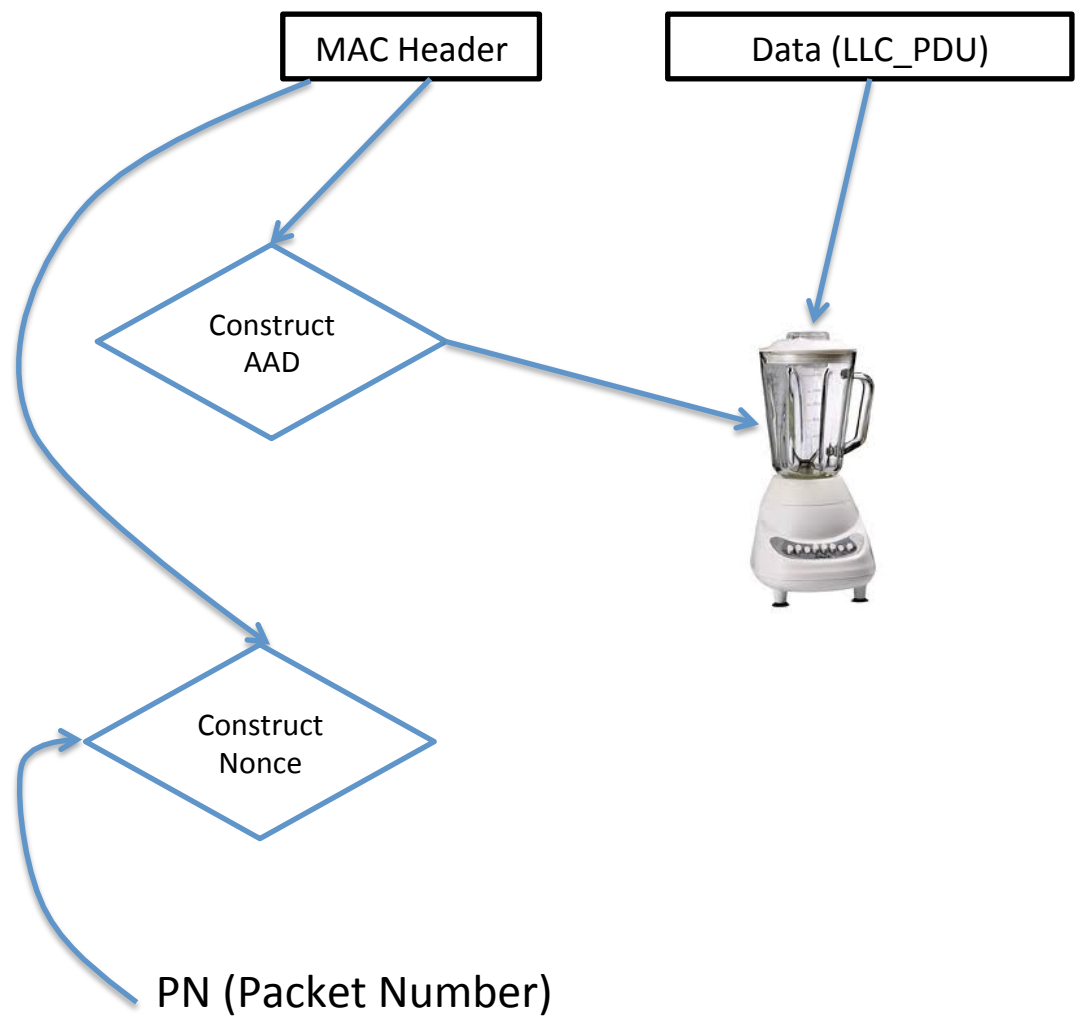 MAC Header
Data (LLC_PDU)
Construct
AAD
Construct
Nonce
PN (Packet Number)